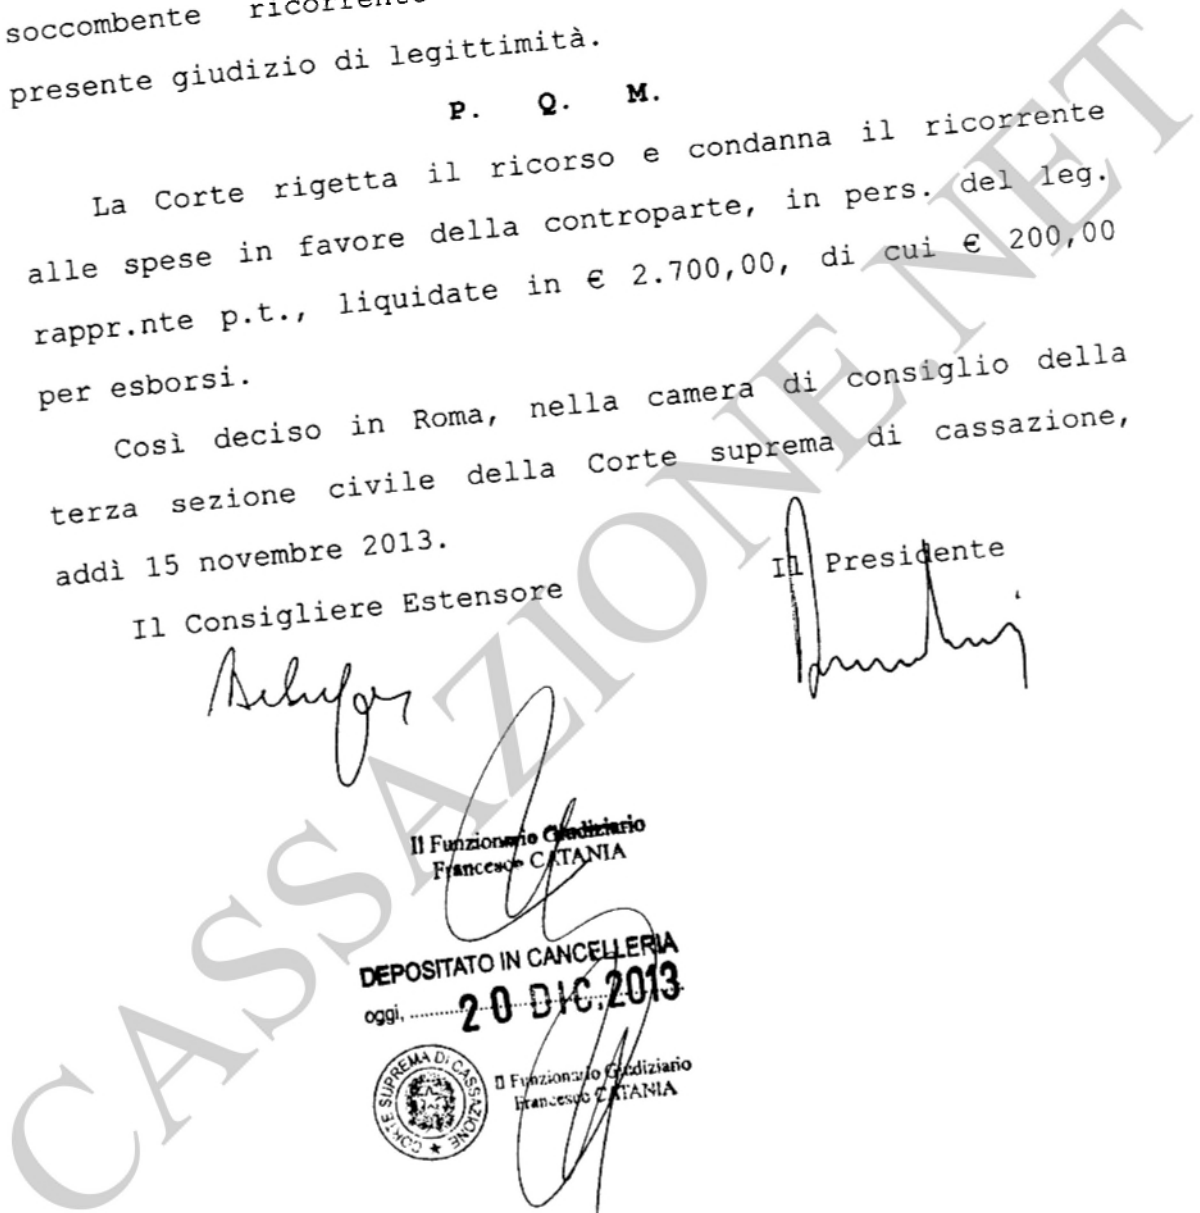 soccombente ricorrente
presente giudizio di legittimità.
P. Q. M.
La Corte rigetta il ricorso e condanna il ricorrente
alle spese in favore della controparte, in pers. del leg.
rappr.nte p.t., liquidate in € 2.700,00, di cui € 200,00
per esborsi.
Così deciso in Roma, nella camera di consiglio della
terza sezione civile della Corte suprema di cassazione,
addì 15 novembre 2013.
Il Consigliere Estensore
Il Presidente
Il Funzionario Giudiziario
Francesco CATANIA
DEPOSITATO IN CANCELLERIA
oggi, 20 DIC. 2013
CORTE SUPREMA DI CASSAZIONE
Il Funzionario Giudiziario
Francesco CATANIA
CASSAZIONE.NET